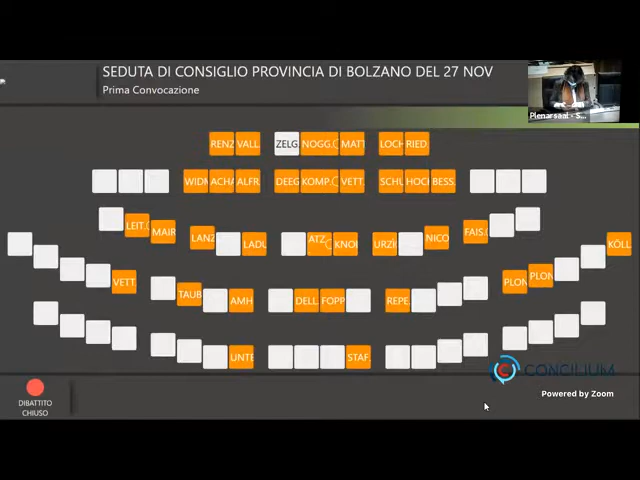 SEDUTA DI CONSIGLIO PROVINCIA DI BOLZANO DEL 27 NOV
Prima Convocazione
Plenarsaal - S...
RENZ VALL. ZELG NOGG. MATT LOCH RIED.
WIDM ACHA ALFR. DEEG KOMP. VETT. SCHU HOCH BESS.
LEIT. MAIR FAIS.
LANZ LADU ATZ KNOL URZI NICO
KÖLL
VETT. PLON PLON
TAUB AMH DELL. FOPP REPE.
UNTE STAF.
CONCILIUM
DIBATTITO
CHIUSO
Powered by Zoom